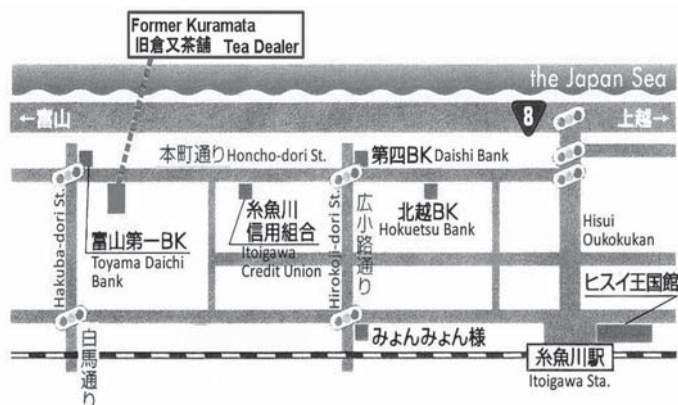 Former Kuramata
旧倉又茶舗 Tea Dealer
the Japan Sea
←富山
8
上越→
本町通り Honcho-dori St.
第四BK Daishi Bank
Hakuba-dori St.
富山第一BK
Toyama Daichi
Bank
糸魚川
信用組合
Itoigawa
Credit Union
Hirokoji-dori St.
広小路通り
北越BK
Hokuetsu Bank
Hisui
Oukokukan
ヒスイ王国館
白馬通り
みょんみょん様
糸魚川駅
Itoigawa Sta.